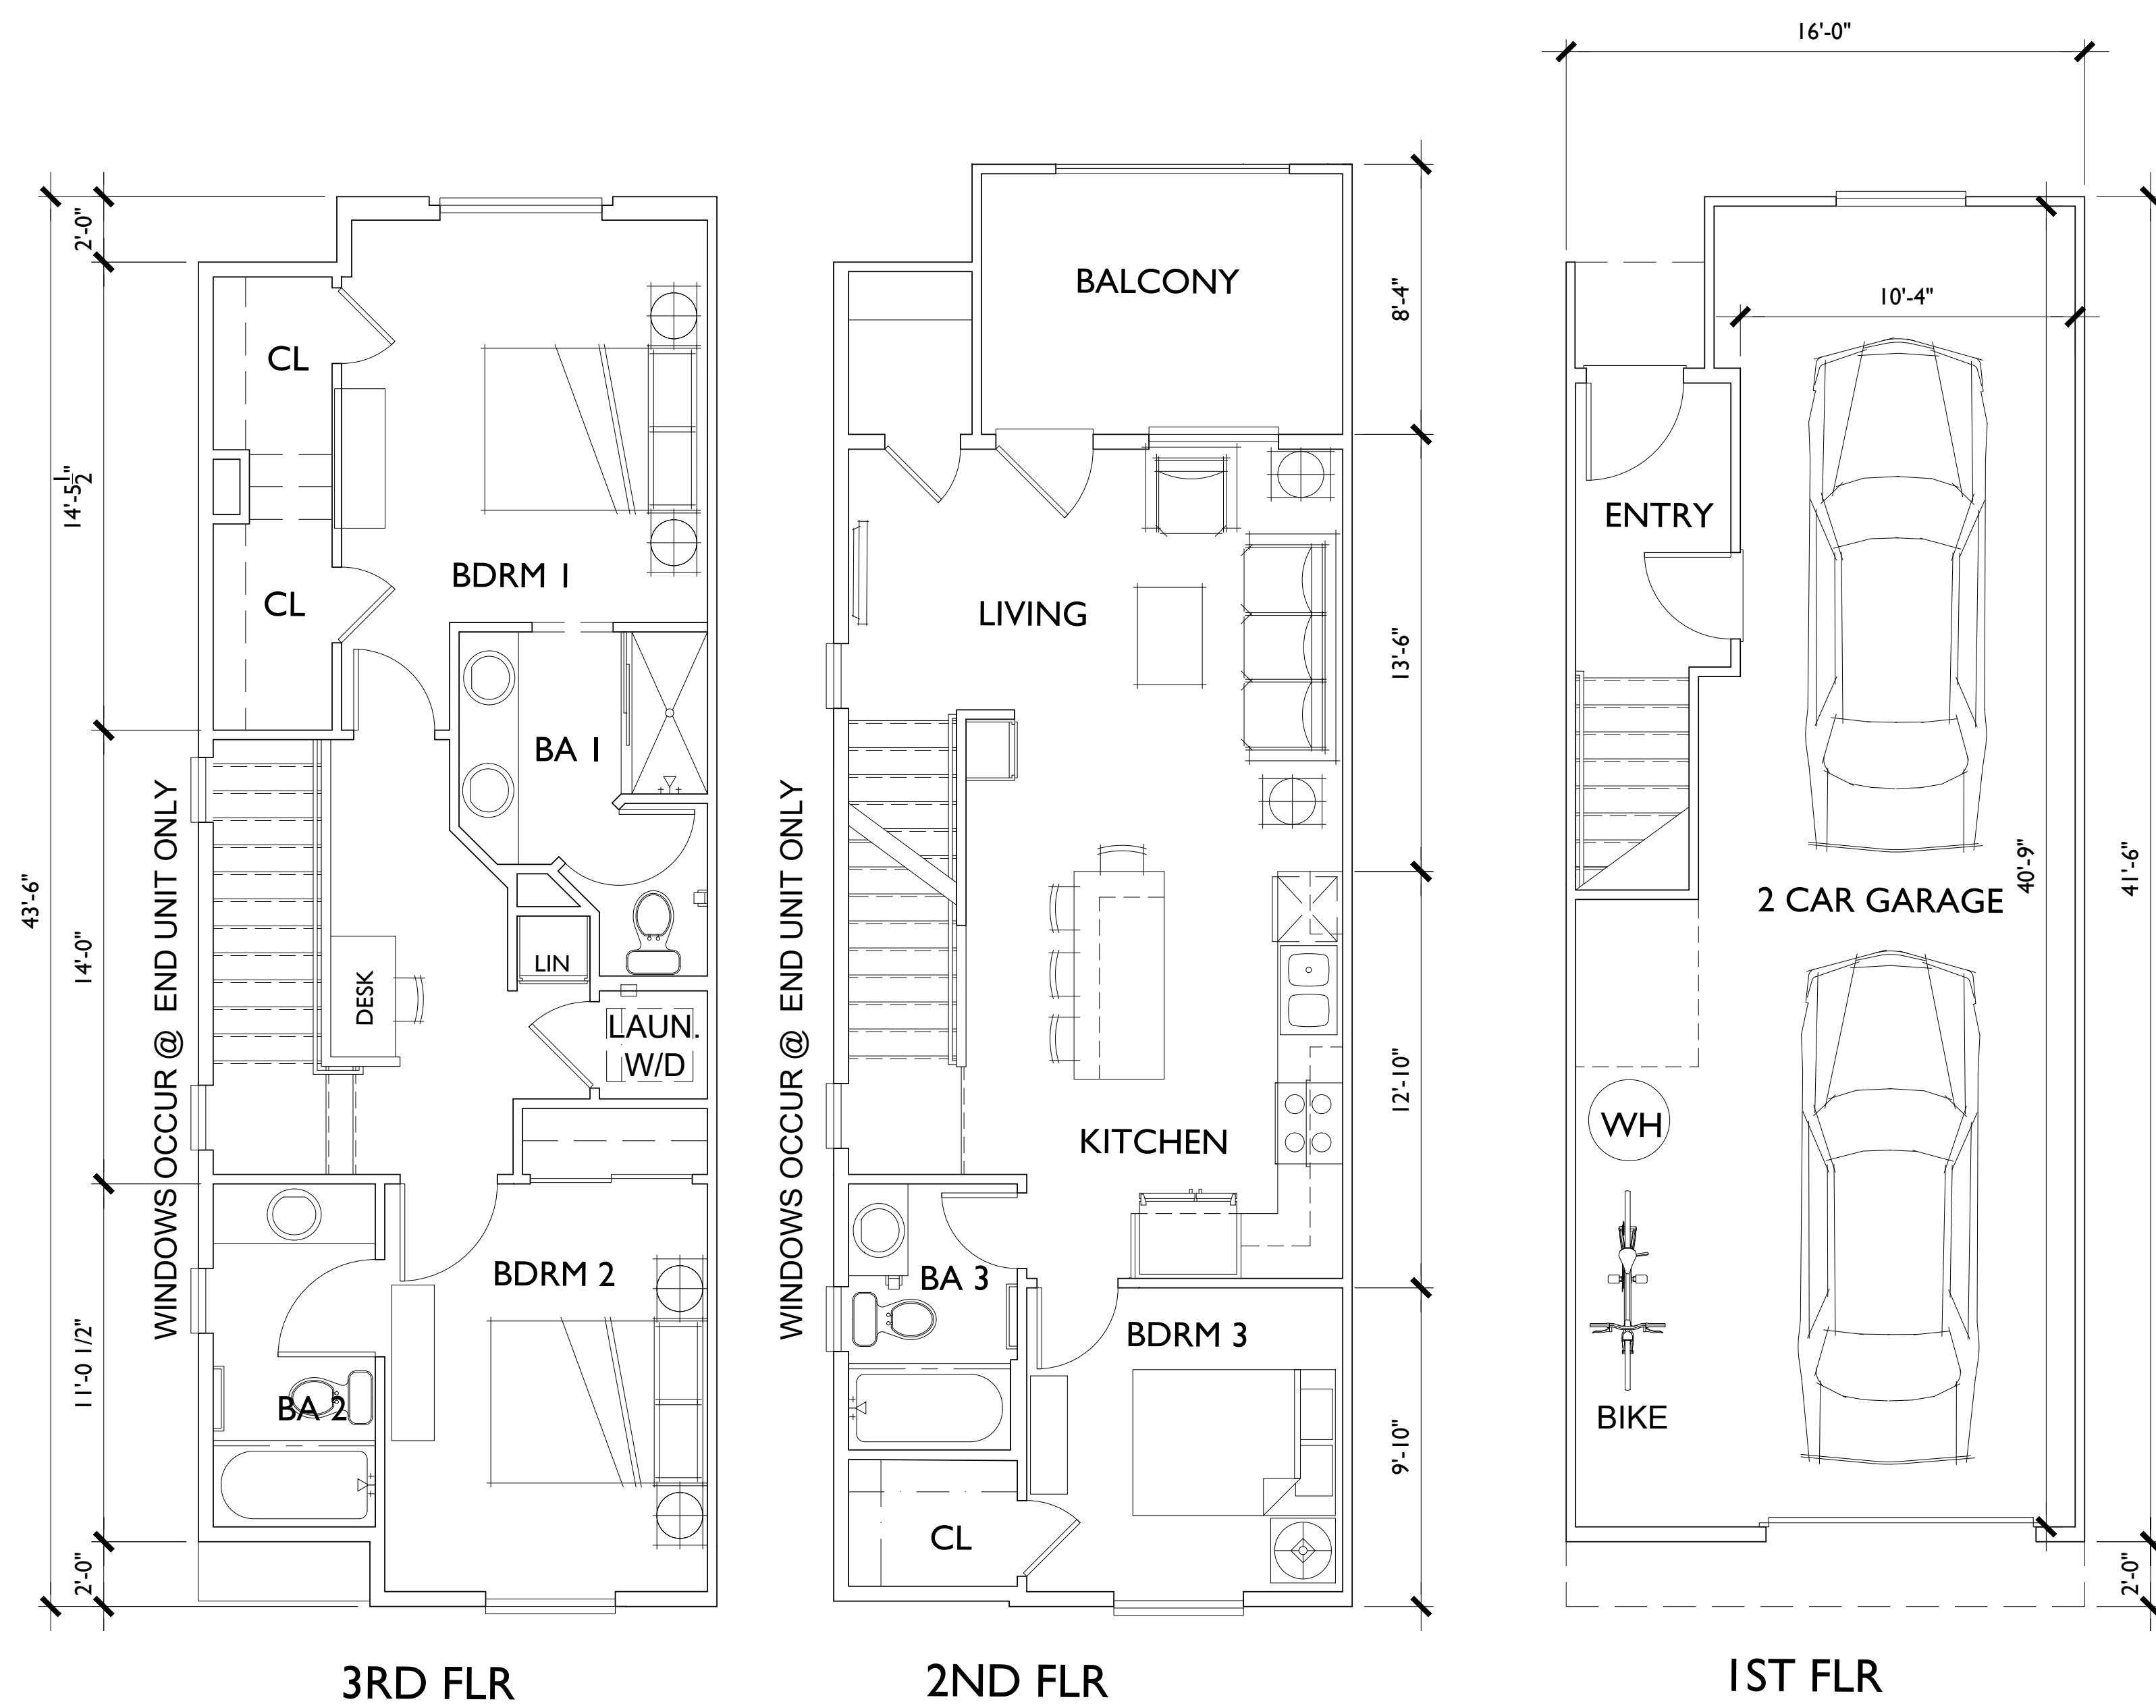 16'-0"
2'-0"
14'-5 1/2"
43'-6"
14'-0"
11'-0 1/2"
2'-0"
WINDOWS OCCUR @ END UNIT ONLY
CL
CL
BDRM 1
BA 1
LIN
DESK
LAUN.
W/D
BDRM 2
BA 2
3RD FLR
BALCONY
8'-4"
LIVING
13'-6"
WINDOWS OCCUR @ END UNIT ONLY
KITCHEN
12'-10"
BA 3
BDRM 3
9'-10"
CL
2ND FLR
10'-4"
ENTRY
2 CAR GARAGE
40'-9"
41'-6"
WH
BIKE
2'-0"
1ST FLR